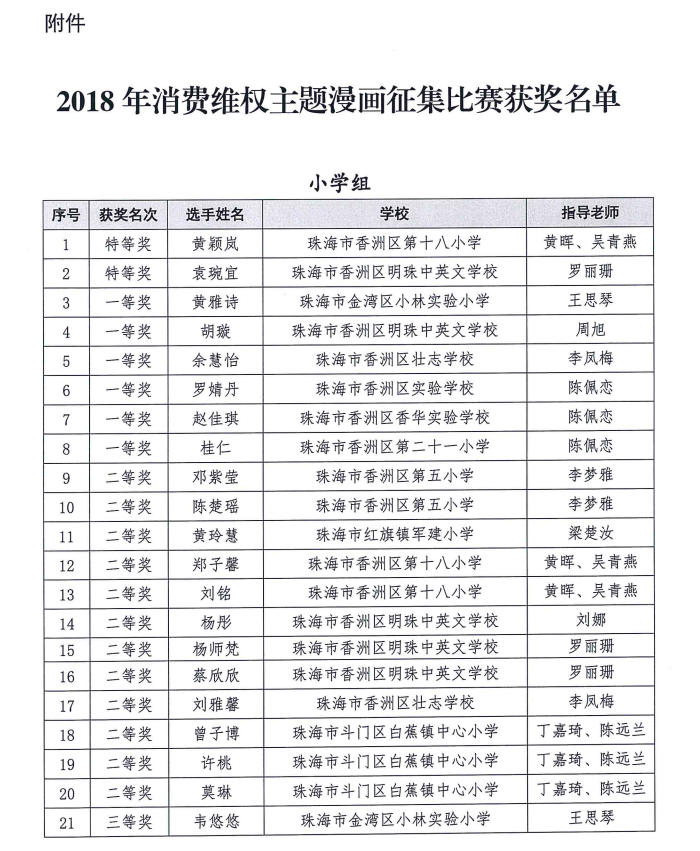 附件
2018 年消费维权主题漫画征集比赛获奖名单
小学组
序号 获奖名次 选手姓名 学校 指导老师
1 特等奖 黄颖岚 珠海市香洲区第十八小学 黄晖、吴青燕
2 特等奖 袁琬宜 珠海市香洲区明珠中英文学校 罗丽珊
3 一等奖 黄雅诗 珠海市金湾区小林实验小学 王思琴
4 一等奖 胡璇 珠海市香洲区明珠中英文学校 周旭
5 一等奖 余慧怡 珠海市香洲区壮志学校 李凤梅
6 一等奖 罗婧丹 珠海市香洲区实验学校 陈佩恋
7 一等奖 赵佳琪 珠海市香洲区香华实验学校 陈佩恋
8 一等奖 桂仁 珠海市香洲区第二十一小学 陈佩恋
9 二等奖 邓紫莹 珠海市香洲区第五小学 李梦雅
10 二等奖 陈楚瑶 珠海市香洲区第五小学 李梦雅
11 二等奖 黄玲慧 珠海市红旗镇军建小学 梁楚汝
12 二等奖 郑子馨 珠海市香洲区第十八小学 黄晖、吴青燕
13 二等奖 刘铭 珠海市香洲区第十八小学 黄晖、吴青燕
14 二等奖 杨彤 珠海市香洲区明珠中英文学校 刘娜
15 二等奖 杨师梵 珠海市香洲区明珠中英文学校 罗丽珊
16 二等奖 蔡欣欣 珠海市香洲区明珠中英文学校 罗丽珊
17 二等奖 刘雅馨 珠海市香洲区壮志学校 李凤梅
18 二等奖 曾子博 珠海市斗门区白蕉镇中心小学 丁嘉琦、陈远兰
19 二等奖 许桃 珠海市斗门区白蕉镇中心小学 丁嘉琦、陈远兰
20 二等奖 莫琳 珠海市斗门区白蕉镇中心小学 丁嘉琦、陈远兰
21 三等奖 韦悠悠 珠海市金湾区小林实验小学 王思琴